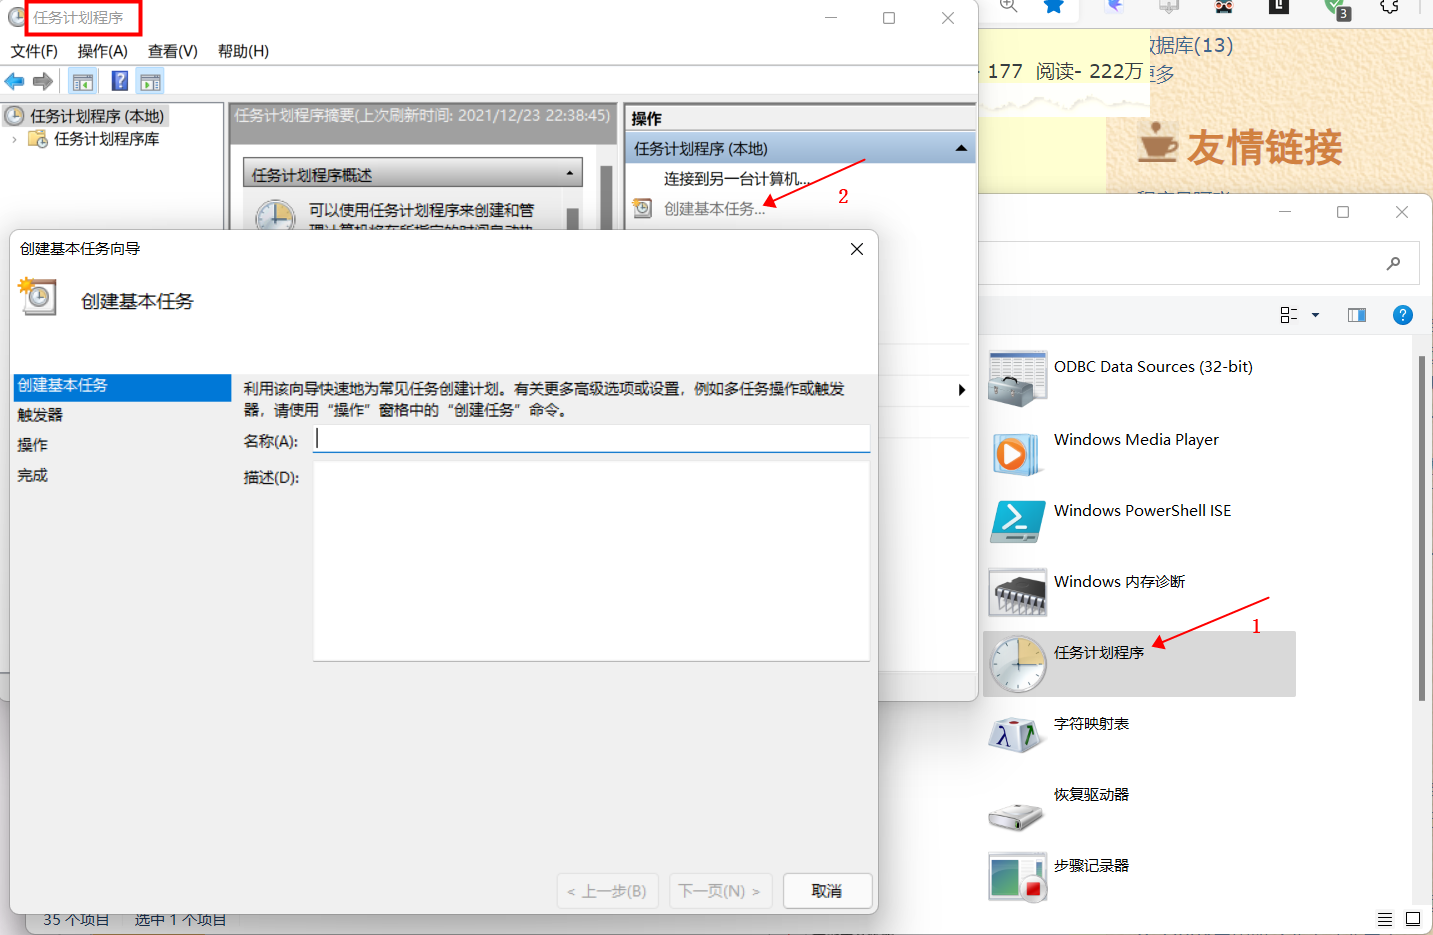 任务计划程序
文件(F) 操作(A) 查看(V) 帮助(H)
任务计划程序 (本地)
任务计划程序库
任务计划程序摘要(上次刷新时间: 2021/12/23 22:38:45)
任务计划程序概述
可以使用任务计划程序来创建和管
操作
任务计划程序 (本地)
连接到另一台计算机...
创建基本任务...
2
创建基本任务向导
创建基本任务
创建基本任务
触发器
操作
完成
利用该向导快速地为常见任务创建计划。有关更多高级选项或设置，例如多任务操作或触发
器，请使用“操作”窗格中的“创建任务”命令。
名称(A):
描述(D):
< 上一步(B)
下一页(N) >
取消
35 个项目 选中 1 个项目
3
数据库(13)
177 阅读- 222万
更多
友情链接
ODBC Data Sources (32-bit)
Windows Media Player
Windows PowerShell ISE
Windows 内存诊断
1
任务计划程序
字符映射表
恢复驱动器
步骤记录器